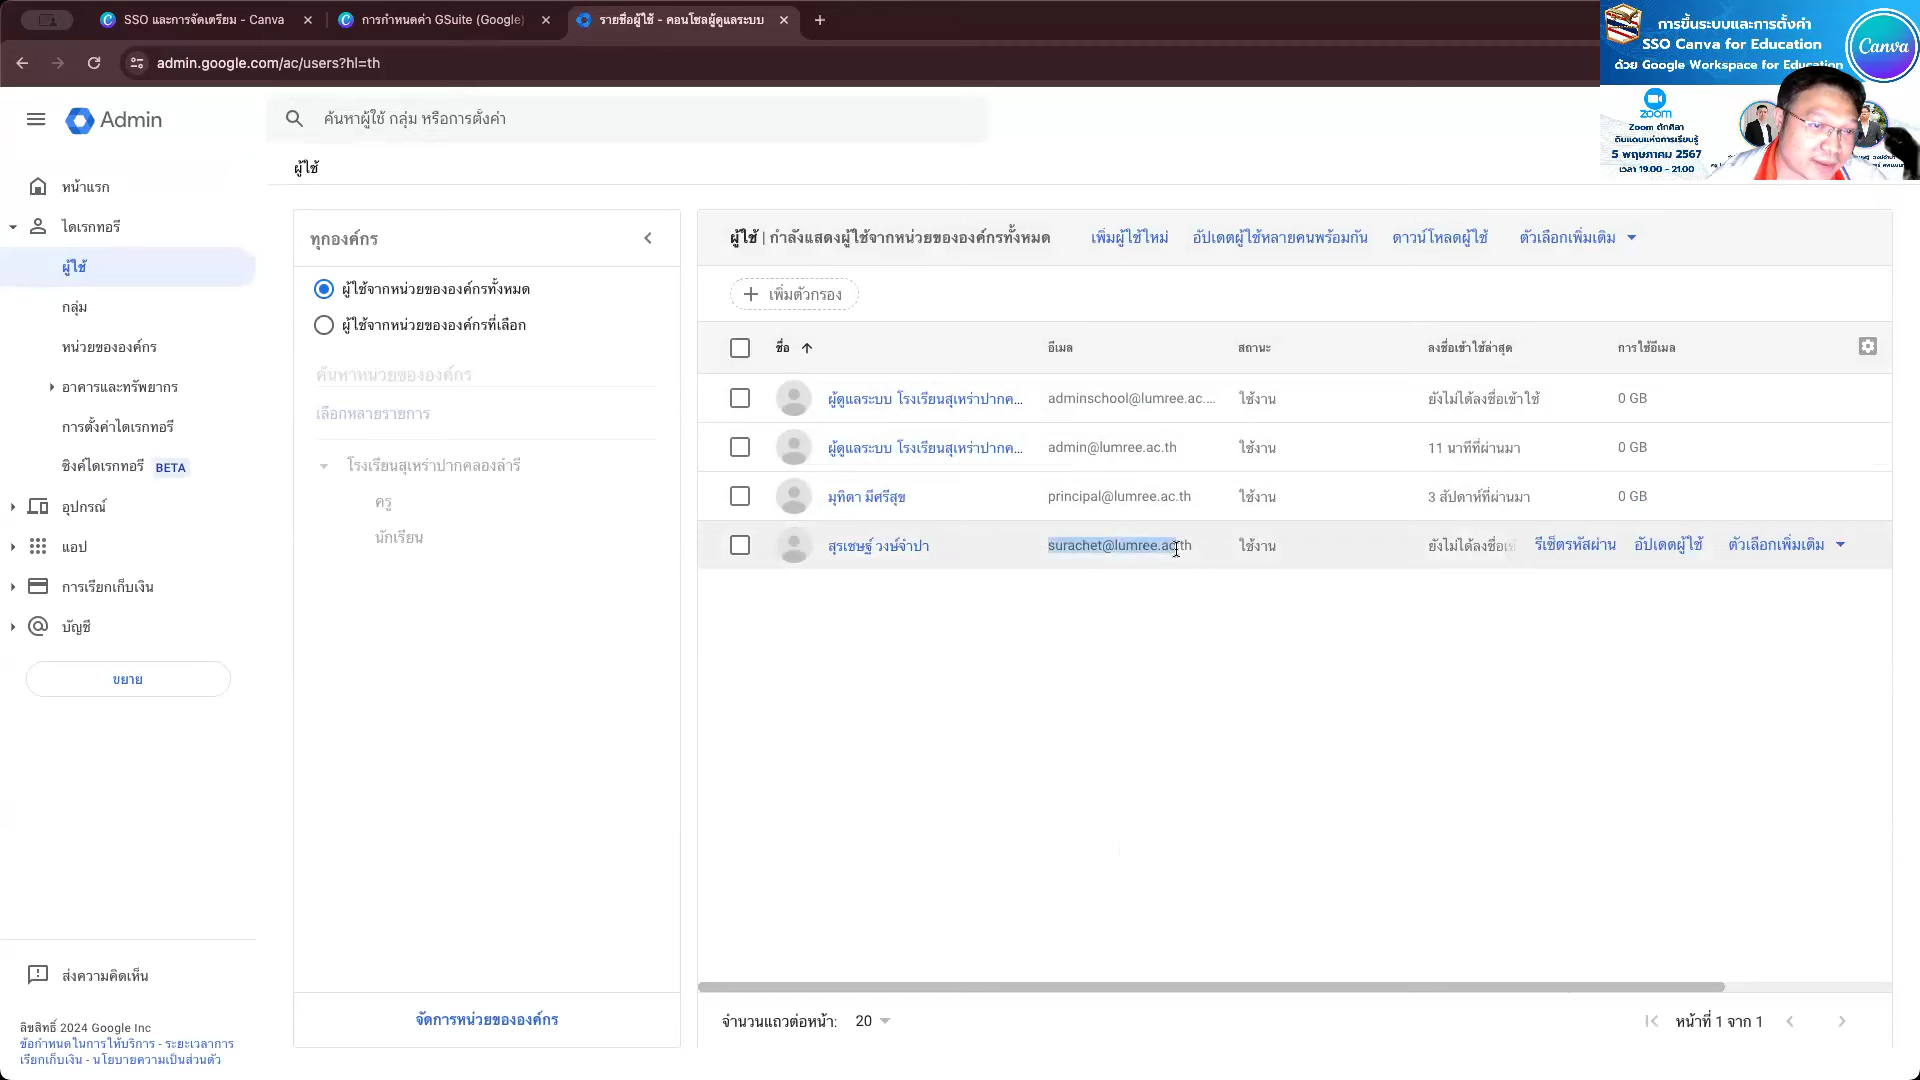 SSO และการจัดเตรียม - Canva
การกำหนดค่า GSuite (Google)
รายชื่อผู้ใช้ - คอนโซลผู้ดูแลระบบ
admin.google.com/ac/users?hl=th
การขึ้นระบบและการตั้งค่า
SSO Canva for Education
ด้วย Google Workspace for Education
Canva
zoom
Zoom ตักศิลา
ดินแดนแห่งการเรียนรู้
5 พฤษภาคม 2567
เวลา 19.00 - 21.00
Admin
ค้นหาผู้ใช้ กลุ่ม หรือการตั้งค่า
ผู้ใช้
หน้าแรก
ไดเรกทอรี
ผู้ใช้
กลุ่ม
หน่วยขององค์กร
อาคารและทรัพยากร
การตั้งค่าไดเรกทอรี
ซิงค์ไดเรกทอรี BETA
อุปกรณ์
แอป
การเรียกเก็บเงิน
บัญชี
ขยาย
ส่งความคิดเห็น
ลิขสิทธิ์ 2024 Google Inc
ข้อกำหนดในการให้บริการ - ระยะเวลาการ
เรียกเก็บเงิน - นโยบายความเป็นส่วนตัว
ทุกองค์กร
ผู้ใช้จากหน่วยขององค์กรทั้งหมด
ผู้ใช้จากหน่วยขององค์กรที่เลือก
ค้นหาหน่วยขององค์กร
เลือกหลายรายการ
โรงเรียนสุเหร่าปากคลองลำรี
ครู
นักเรียน
จัดการหน่วยขององค์กร
ผู้ใช้ | กำลังแสดงผู้ใช้จากหน่วยขององค์กรทั้งหมด เพิ่มผู้ใช้ใหม่ อัปเดตผู้ใช้หลายคนพร้อมกัน ดาวน์โหลดผู้ใช้ ตัวเลือกเพิ่มเติม
เพิ่มตัวกรอง
ชื่อ อีเมล สถานะ ลงชื่อเข้าใช้ล่าสุด การใช้อีเมล
ผู้ดูแลระบบ โรงเรียนสุเหร่าปากค... adminschool@lumree.ac.... ใช้งาน ยังไม่ได้ลงชื่อเข้าใช้ 0 GB
ผู้ดูแลระบบ โรงเรียนสุเหร่าปากค... admin@lumree.ac.th ใช้งาน 11 นาทีที่ผ่านมา 0 GB
มุทิตา มีศรีสุข principal@lumree.ac.th ใช้งาน 3 สัปดาห์ที่ผ่านมา 0 GB
สุรเชษฐ์ วงษ์จำปา surachet@lumree.ac.th ใช้งาน ยังไม่ได้ลงชื่อเข้ รีเซ็ตรหัสผ่าน อัปเดตผู้ใช้ ตัวเลือกเพิ่มเติม
จำนวนแถวต่อหน้า: 20
หน้าที่ 1 จาก 1